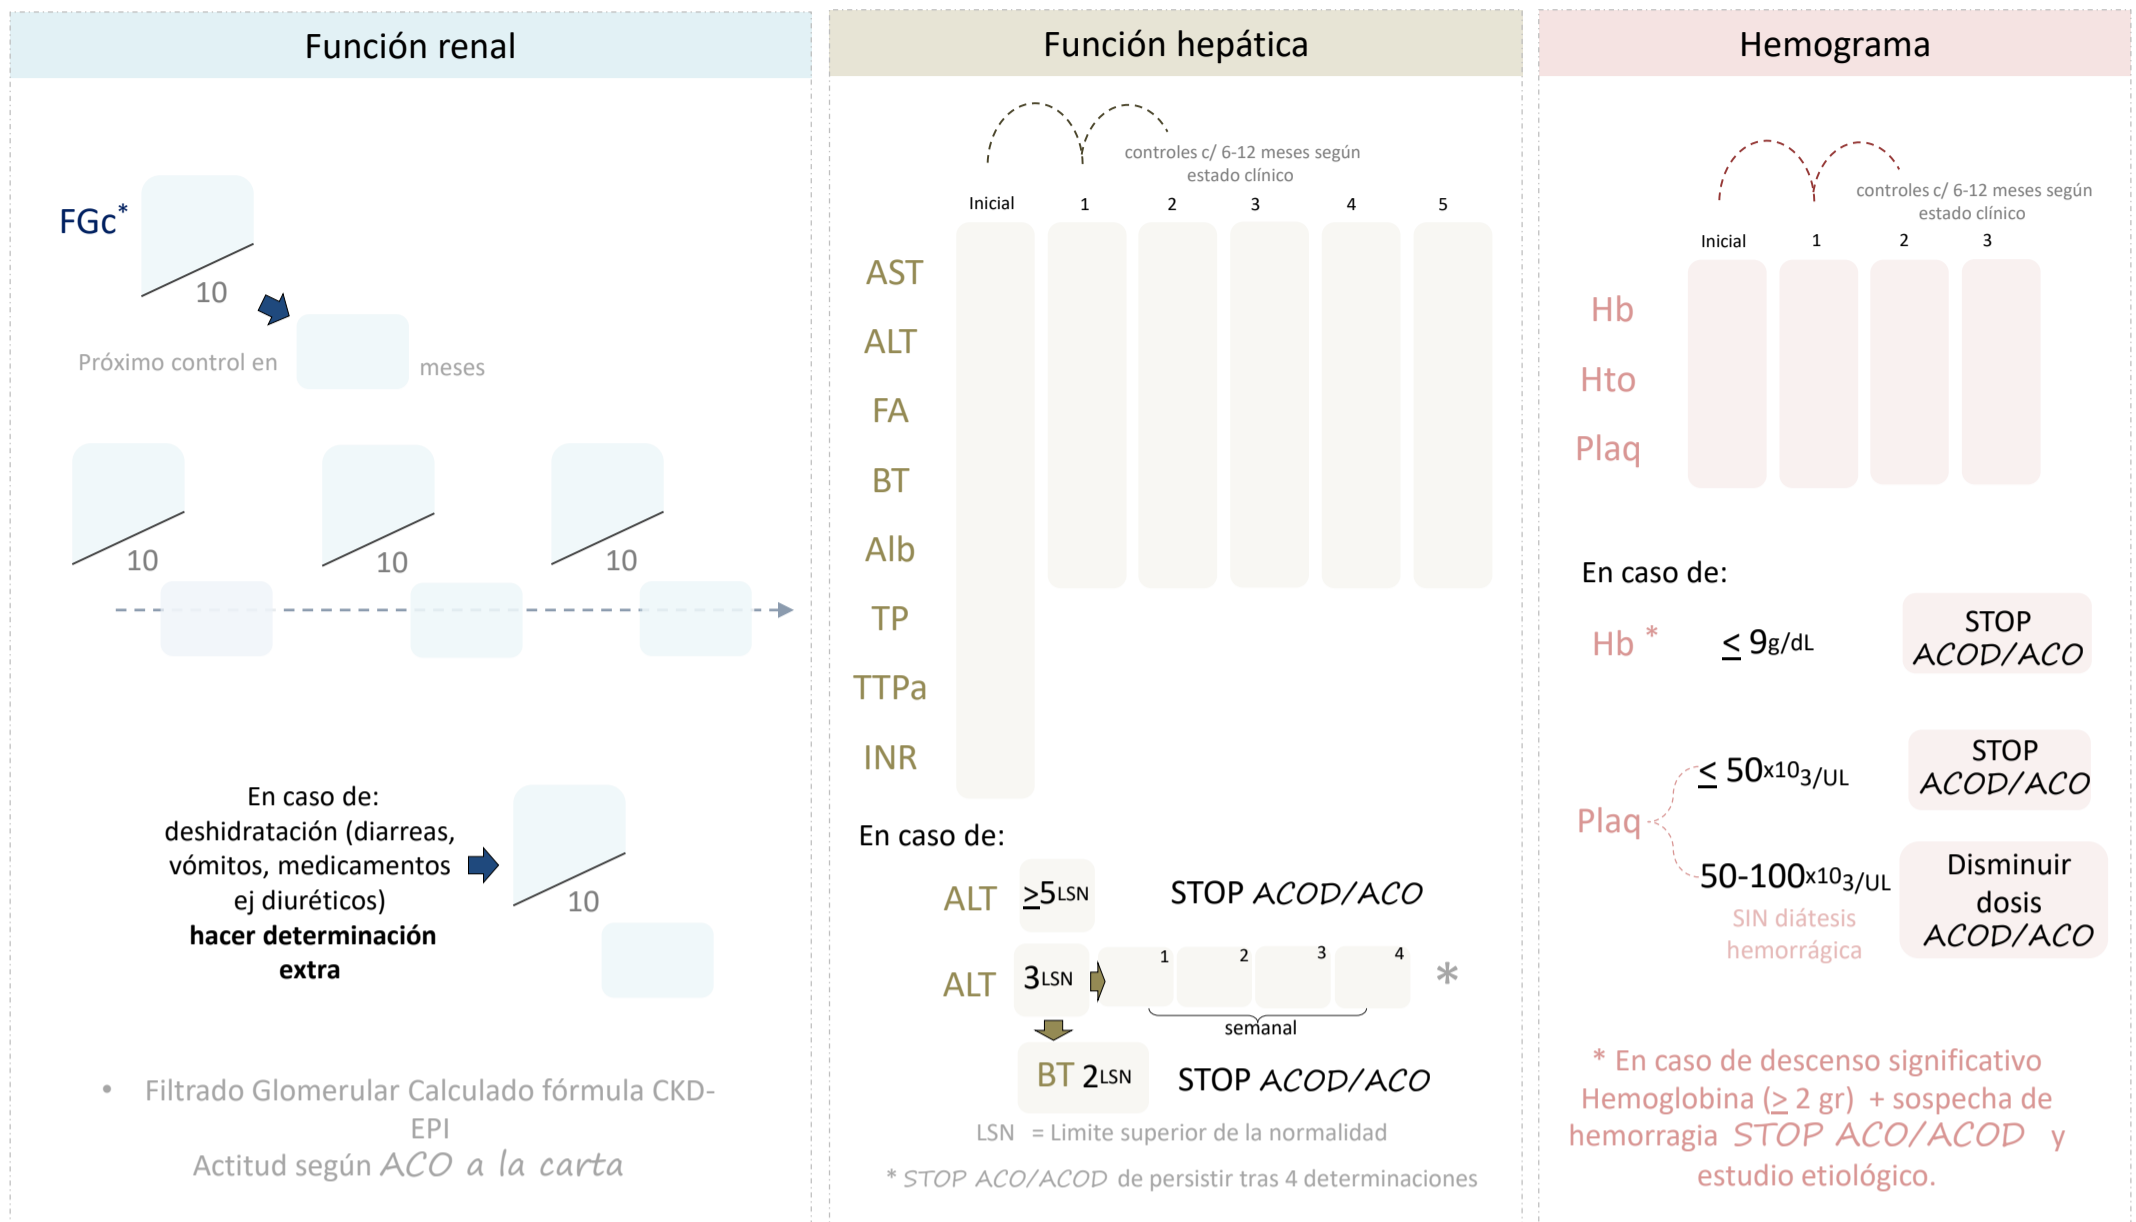 Función renal
FGc*
10
Próximo control en
meses
10
10
10
En caso de:
deshidratación (diarreas,
vómitos, medicamentos
ej diuréticos)
hacer determinación
extra
10
• Filtrado Glomerular Calculado fórmula CKD-
EPI
Actitud según ACO a la carta
Función hepática
controles c/ 6-12 meses según
estado clínico
Inicial 1 2 3 4 5
AST
ALT
FA
BT
Alb
TP
TTPa
INR
En caso de:
ALT ≥5LSN STOP ACOD/ACO
ALT 3LSN 1 2 3 4 *
semanal
BT 2LSN STOP ACOD/ACO
LSN = Limite superior de la normalidad
* STOP ACO/ACOD de persistir tras 4 determinaciones
Hemograma
controles c/ 6-12 meses según
estado clínico
Inicial 1 2 3
Hb
Hto
Plaq
En caso de:
Hb * ≤ 9g/dL STOP
ACOD/ACO
≤ 50x103/UL STOP
ACOD/ACO
Plaq
50-100x103/UL Disminuir
dosis
ACOD/ACO
SIN diátesis
hemorrágica
* En caso de descenso significativo
Hemoglobina (≥ 2 gr) + sospecha de
hemorragia STOP ACO/ACOD y
estudio etiológico.